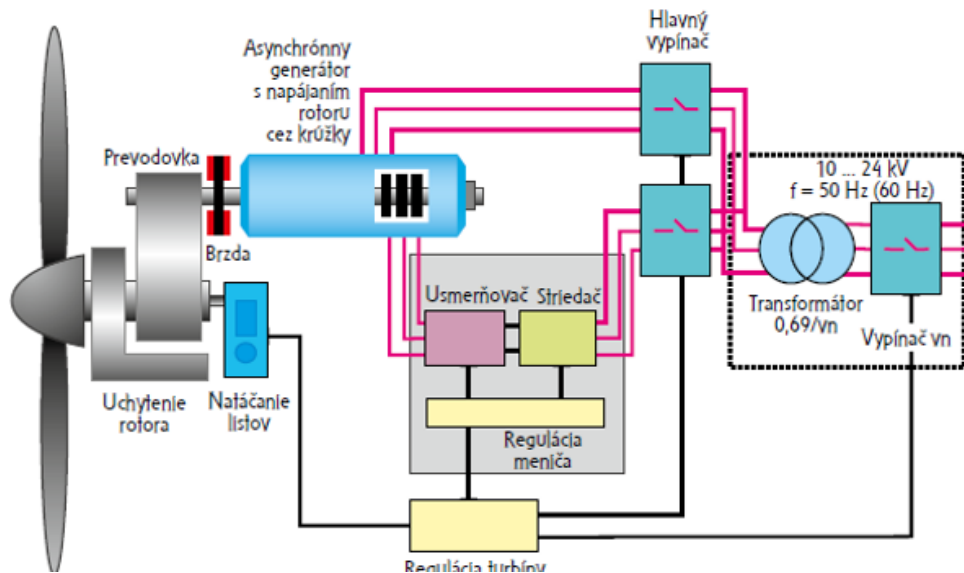 Hlavný
vypínač
Asynchrónny
generátor
s napájaním
rotoru
cez krúžky
Prevodovka
10 ... 24 kV
f = 50 Hz (60 Hz)
Brzda
Usmerňovač
Striedač
Transformátor
0,69/vn
Vypínač vn
Uchytenie
rotora
Natáčanie
listov
Regulácia
meniča
Regulácia turbíny